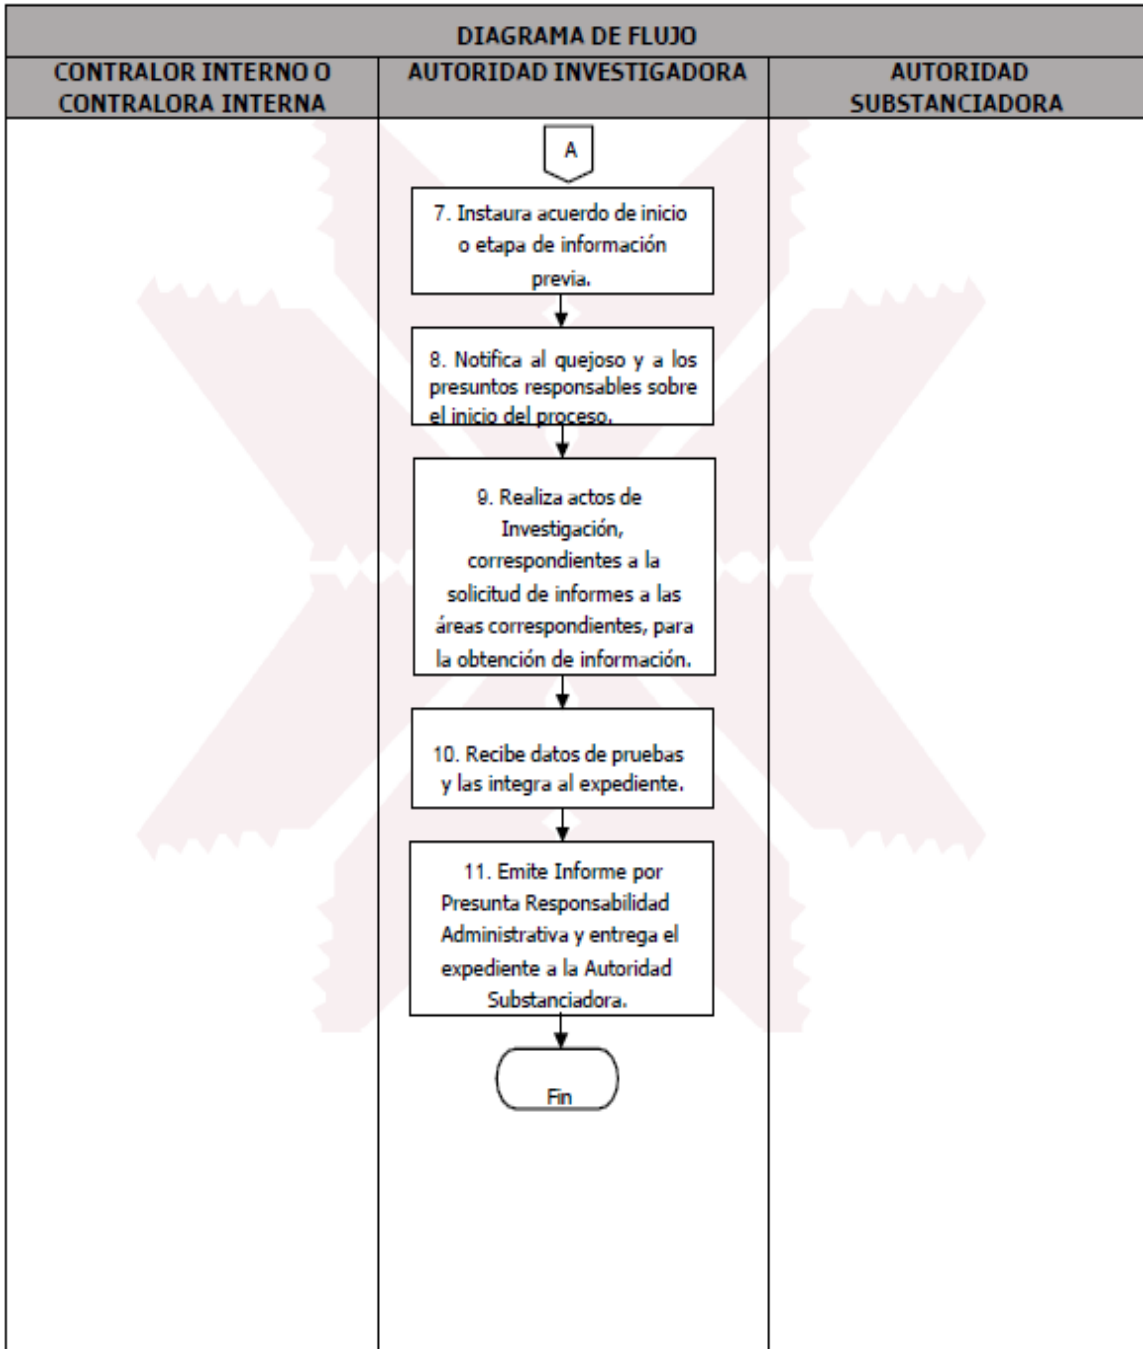 DIAGRAMA DE FLUJO
CONTRALOR INTERNO O
CONTRALORA INTERNA
AUTORIDAD INVESTIGADORA
AUTORIDAD
SUBSTANCIADORA
A
7. Instaura acuerdo de inicio
o etapa de información
previa.
8. Notifica al quejoso y a los
presuntos responsables sobre
el inicio del proceso.
9. Realiza actos de
Investigación,
correspondientes a la
solicitud de informes a las
áreas correspondientes, para
la obtención de información.
10. Recibe datos de pruebas
y las integra al expediente.
11. Emite Informe por
Presunta Responsabilidad
Administrativa y entrega el
expediente a la Autoridad
Substanciadora.
Fin